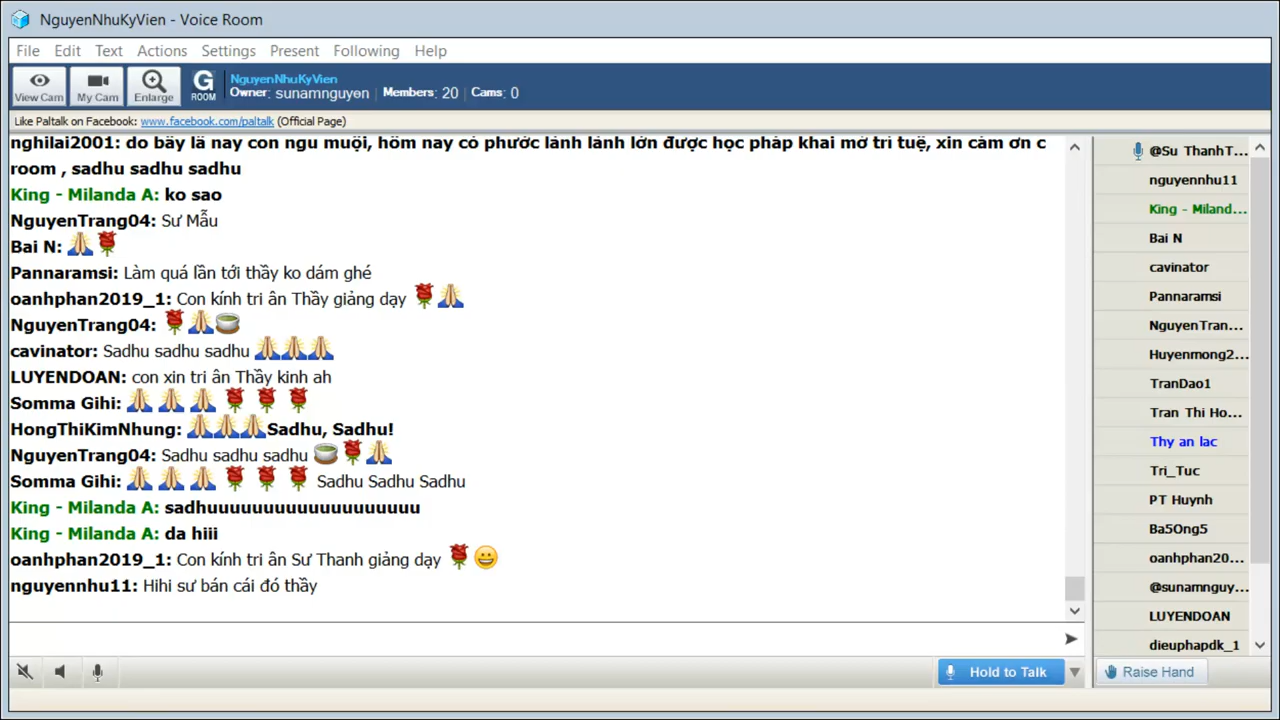 NguyenNhuKyVien - Voice Room
File Edit Text Actions Settings Present Following Help
View Cam My Cam Enlarge G ROOM
NguyenNhuKyVien
Owner: sunamnguyen | Members: 20 | Cams: 0
Like Paltalk on Facebook: www.facebook.com/paltalk (Official Page)
nghilai2001: do bây lâ nay con ngu muội, hôm nay có phước lánh lánh lớn được học pháp khai mở trí tuệ, xin cảm ơn c
room , sadhu sadhu sadhu
King - Milanda A: ko sao
NguyenTrang04: Sư Mẫu
Bai N: 🙏🌹
Pannaramsi: Làm quá lần tới thầy ko dám ghé
oanhphan2019_1: Con kính tri ân Thầy giảng dạy 🌹🙏
NguyenTrang04: 🌹🙏🍵
cavinator: Sadhu sadhu sadhu 🙏🙏🙏
LUYENDOAN: con xin tri ân Thầy kinh ah
Somma Gihi: 🙏 🙏 🙏 🌹 🌹 🌹
HongThiKimNhung: 🙏🙏🙏Sadhu, Sadhu!
NguyenTrang04: Sadhu sadhu sadhu 🍵🌹🙏
Somma Gihi: 🙏 🙏 🙏 🌹 🌹 🌹 Sadhu Sadhu Sadhu
King - Milanda A: sadhuuuuuuuuuuuuuuuuuuu
King - Milanda A: da hiii
oanhphan2019_1: Con kính tri ân Sư Thanh giảng dạy 🌹😀
nguyennhu11: Hihi sư bán cái đó thầy
@Su ThanhT...
nguyennhu11
King - Miland...
Bai N
cavinator
Pannaramsi
NguyenTran...
Huyenmong2...
TranDao1
Tran Thi Ho...
Thy an lac
Tri_Tuc
PT Huynh
Ba5Ong5
oanhphan20...
@sunamnguy...
LUYENDOAN
dieuphapdk_1
Hold to Talk
Raise Hand